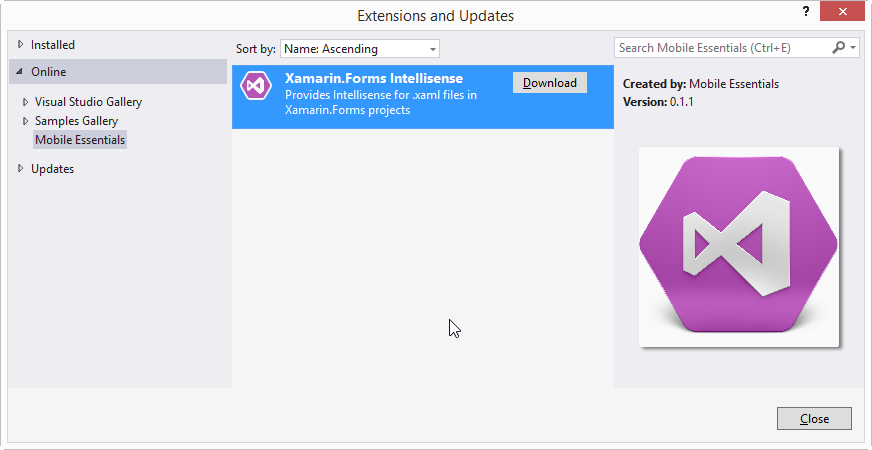 Extensions and Updates
?
Installed
Online
Visual Studio Gallery
Samples Gallery
Mobile Essentials
Updates
Sort by: Name: Ascending
Xamarin.Forms Intellisense
Provides Intellisense for .xaml files in
Xamarin.Forms projects
Download
Search Mobile Essentials (Ctrl+E)
Created by: Mobile Essentials
Version: 0.1.1
Close